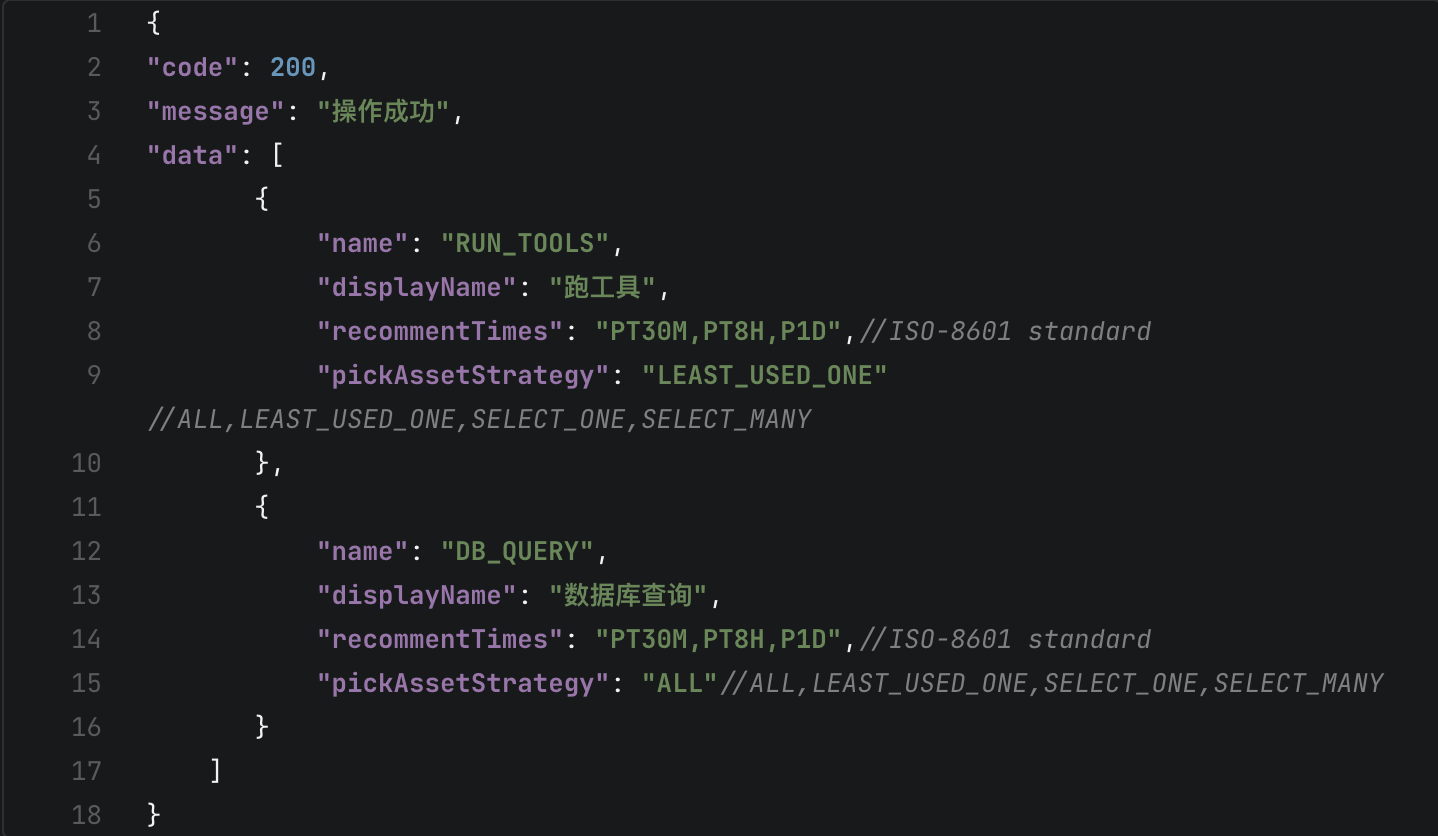 1 {
2 "code": 200,
3 "message": "操作成功",
4 "data": [
5 {
6 "name": "RUN_TOOLS",
7 "displayName": "跑工具",
8 "recommentTimes": "PT30M,PT8H,P1D",//ISO-8601 standard
9 "pickAssetStrategy": "LEAST_USED_ONE"
//ALL,LEAST_USED_ONE,SELECT_ONE,SELECT_MANY
10 },
11 {
12 "name": "DB_QUERY",
13 "displayName": "数据库查询",
14 "recommentTimes": "PT30M,PT8H,P1D",//ISO-8601 standard
15 "pickAssetStrategy": "ALL"//ALL,LEAST_USED_ONE,SELECT_ONE,SELECT_MANY
16 }
17 ]
18 }